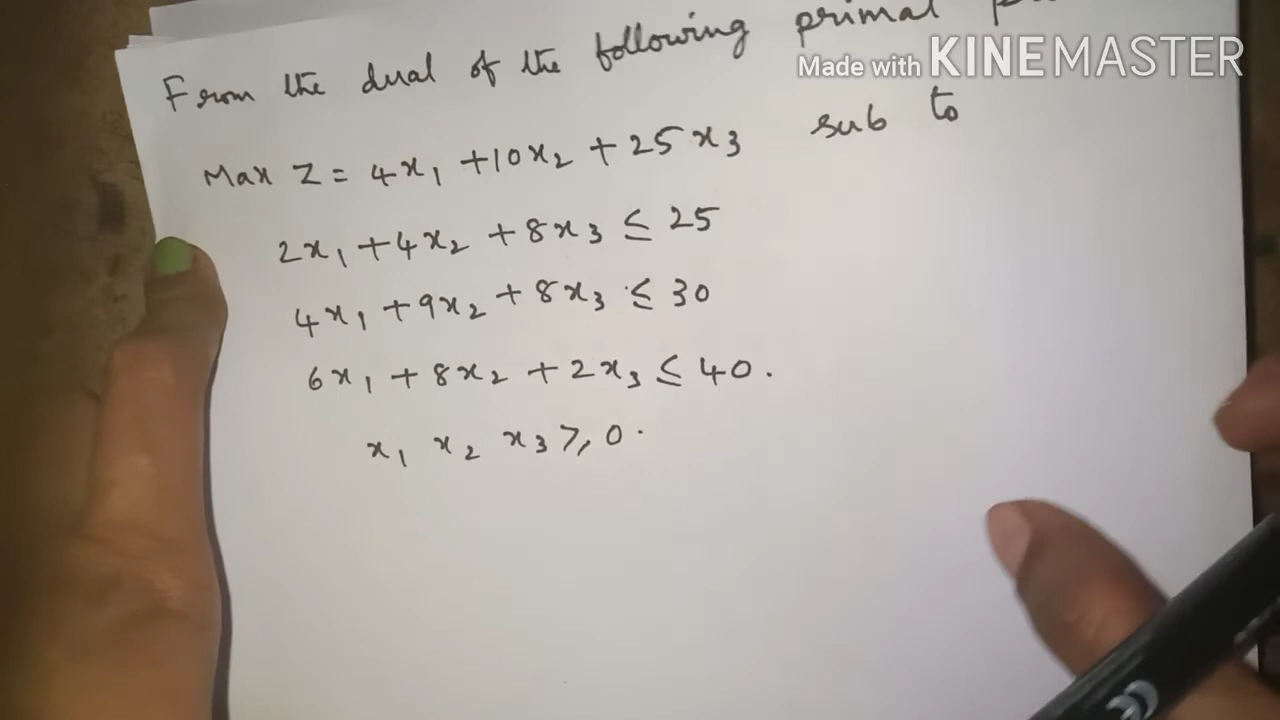 From the dual of the following primal
Made with KINEMASTER
Max Z = 4x₁ + 10x₂ + 25x₃ sub to
2x₁ + 4x₂ + 8x₃ ≤ 25
4x₁ + 9x₂ + 8x₃ ≤ 30
6x₁ + 8x₂ + 2x₃ ≤ 40.
x₁ x₂ x₃ ≥ 0.